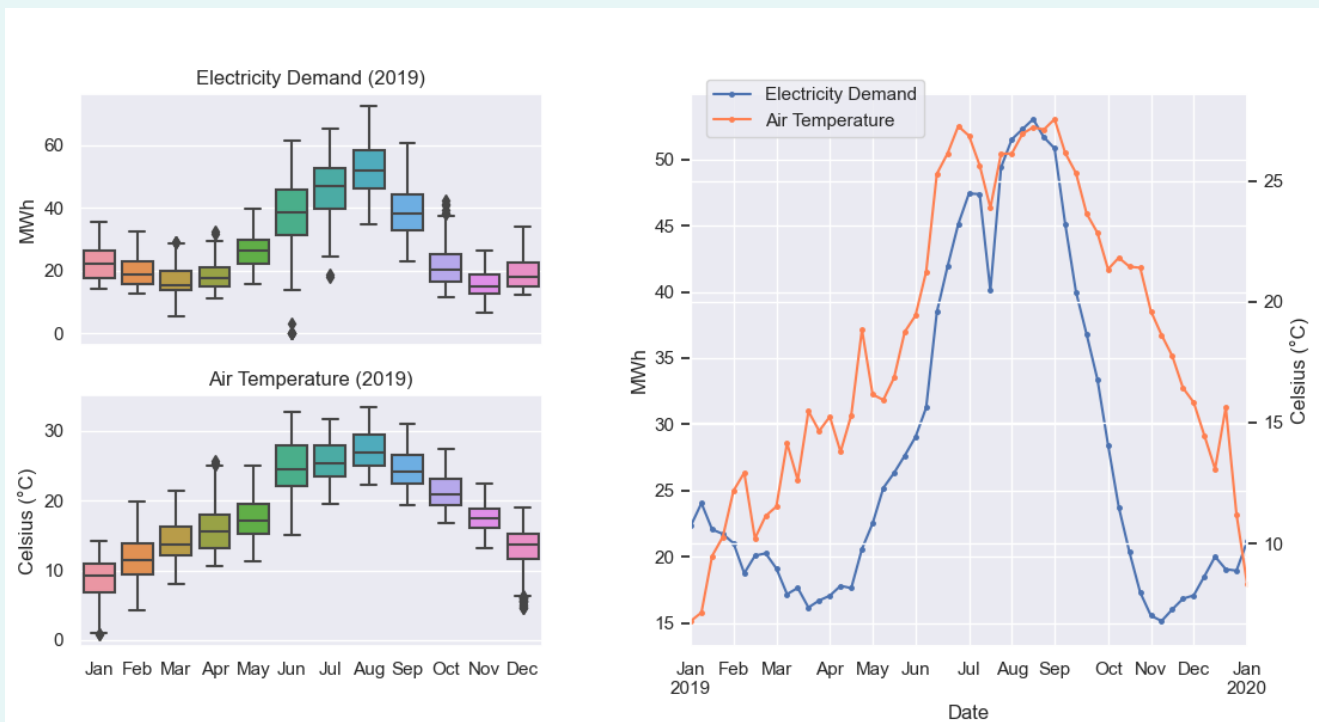 Electricity Demand (2019)
MWh
60
40
20
0
Air Temperature (2019)
Celsius (°C)
30
20
10
0
Jan Feb Mar Apr May Jun Jul Aug Sep Oct Nov Dec
Electricity Demand
Air Temperature
MWh
50
45
40
35
30
25
20
15
25
20
15
10
Celsius (°C)
Jan Feb Mar Apr May Jun Jul Aug Sep Oct Nov Dec Jan
2019 2020
Date